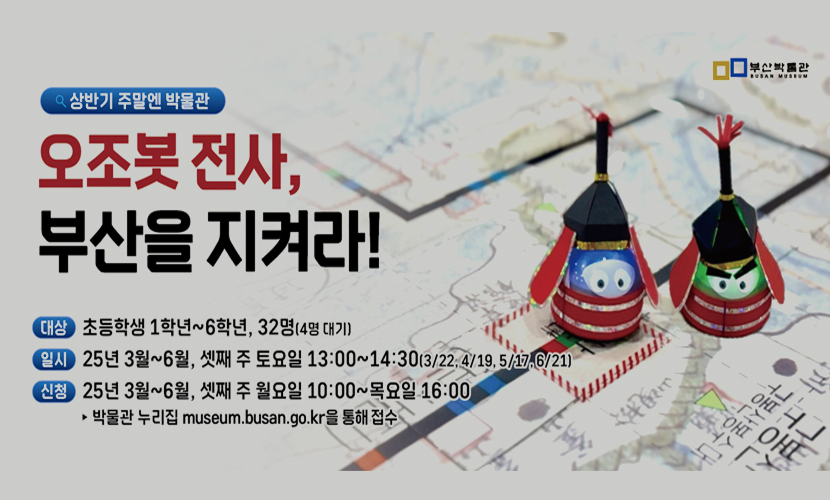 부산박물관
BUSAN MUSEUM
상반기 주말엔 박물관
오조봇 전사,
부산을 지켜라!
대상 초등학생 1학년~6학년, 32명(4명 대기)
일시 25년 3월~6월, 셋째 주 토요일 13:00~14:30(3/22, 4/19, 5/17, 6/21)
신청 25년 3월~6월, 셋째 주 월요일 10:00~목요일 16:00
▸ 박물관 누리집 museum.busan.go.kr을 통해 접수